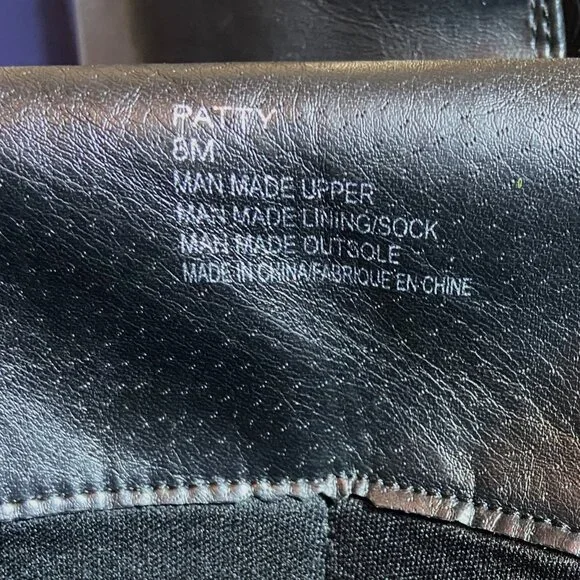 PATTY
8M
MAN MADE UPPER
MAN MADE LINING/SOCK
MAN MADE OUTSOLE
MADE IN CHINA/FABRIQUE EN CHINE